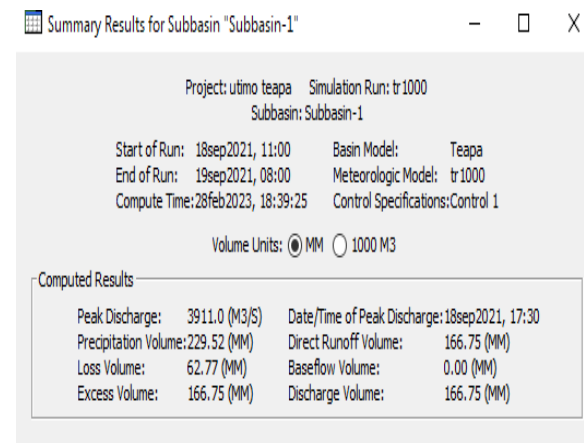 Summary Results for Subbasin "Subbasin-1"
Project: utimo teapa Simulation Run: tr1000
Subbasin: Subbasin-1
Start of Run: 18sep2021, 11:00 Basin Model: Teapa
End of Run: 19sep2021, 08:00 Meteorologic Model: tr1000
Compute Time:28feb2023, 18:39:25 Control Specifications:Control 1
Volume Units: MM 1000 M3
Computed Results
Peak Discharge: 3911.0 (M3/S) Date/Time of Peak Discharge:18sep2021, 17:30
Precipitation Volume:229.52 (MM) Direct Runoff Volume: 166.75 (MM)
Loss Volume: 62.77 (MM) Baseflow Volume: 0.00 (MM)
Excess Volume: 166.75 (MM) Discharge Volume: 166.75 (MM)